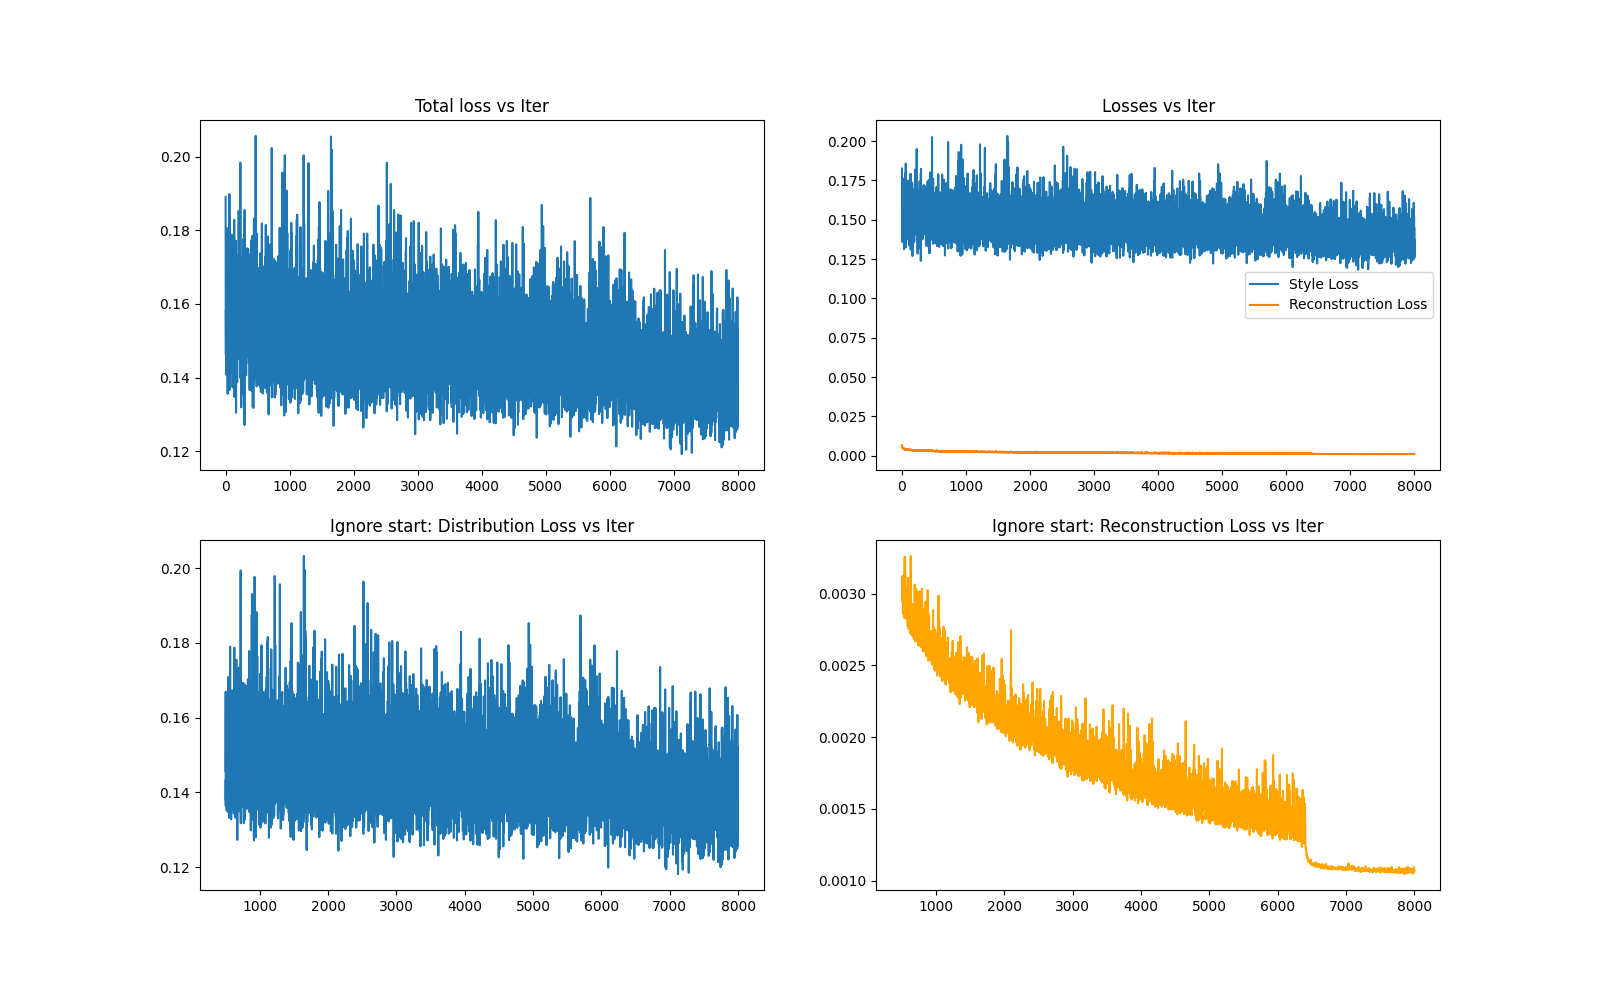 Total loss vs Iter
0.20
0.18
0.16
0.14
0.12
0 1000 2000 3000 4000 5000 6000 7000 8000
Losses vs Iter
0.200
0.175
0.150
0.125
0.100
0.075
0.050
0.025
0.000
Style Loss
Reconstruction Loss
0 1000 2000 3000 4000 5000 6000 7000 8000
Ignore start: Distribution Loss vs Iter
0.20
0.18
0.16
0.14
0.12
1000 2000 3000 4000 5000 6000 7000 8000
Ignore start: Reconstruction Loss vs Iter
0.0030
0.0025
0.0020
0.0015
0.0010
1000 2000 3000 4000 5000 6000 7000 8000